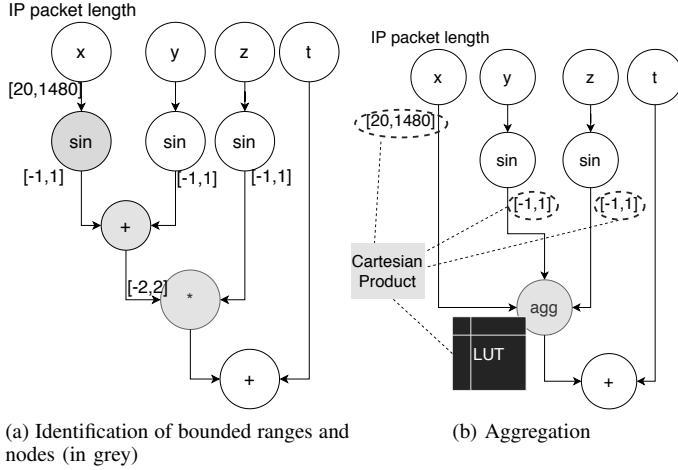 IP packet length
x
y
z
t
[20,1480]
sin
sin
sin
[-1,1]
[-1,1]
[-1,1]
+
[-2,2]
*
+
(a) Identification of bounded ranges and
nodes (in grey)
IP packet length
x
y
z
t
[20,1480]
sin
sin
[-1,1]
[-1,1]
Cartesian
Product
agg
LUT
+
(b) Aggregation